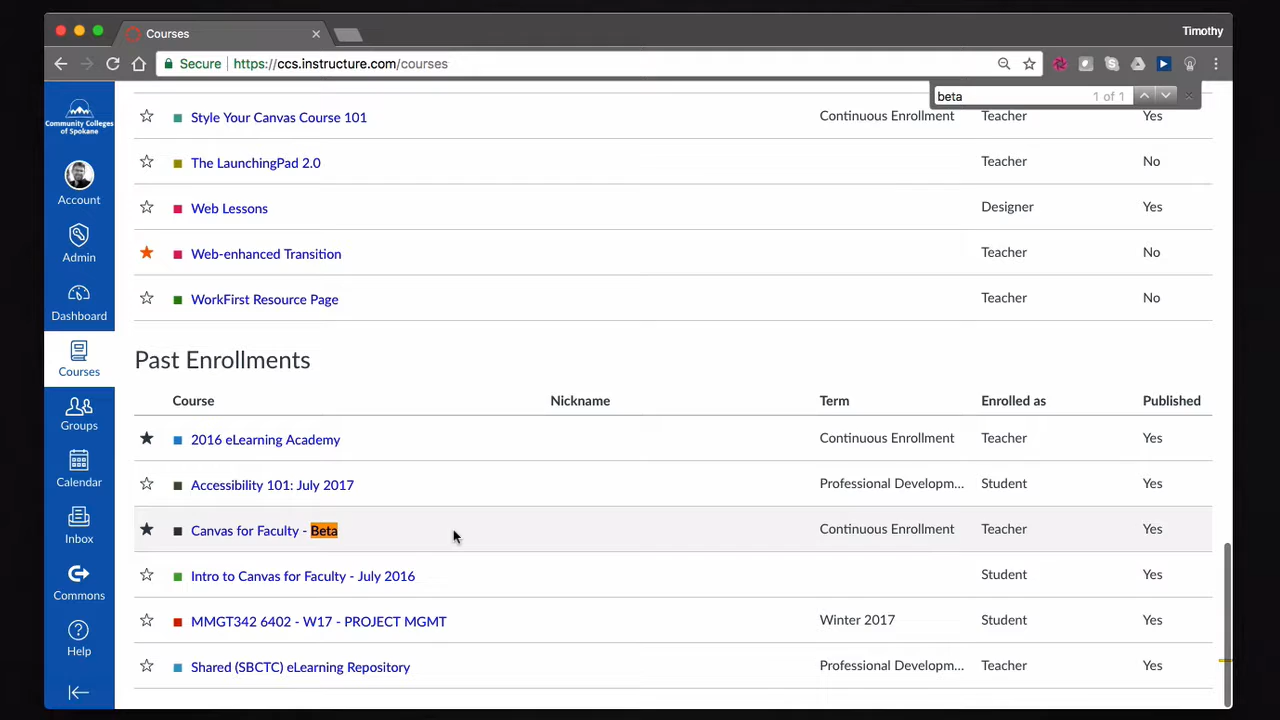 Courses
Timothy
Secure https://ccs.instructure.com/courses
beta 1 of 1
Community Colleges
of Spokane
Account
Admin
Dashboard
Courses
Groups
Calendar
Inbox
Commons
Help
Style Your Canvas Course 101 Continuous Enrollment Teacher Yes
The LaunchingPad 2.0 Teacher No
Web Lessons Designer Yes
Web-enhanced Transition Teacher No
WorkFirst Resource Page Teacher No
Past Enrollments
Course Nickname Term Enrolled as Published
2016 eLearning Academy Continuous Enrollment Teacher Yes
Accessibility 101: July 2017 Professional Developm... Student Yes
Canvas for Faculty - Beta Continuous Enrollment Teacher Yes
Intro to Canvas for Faculty - July 2016 Student Yes
MMGT342 6402 - W17 - PROJECT MGMT Winter 2017 Student Yes
Shared (SBCTC) eLearning Repository Professional Developm... Teacher Yes